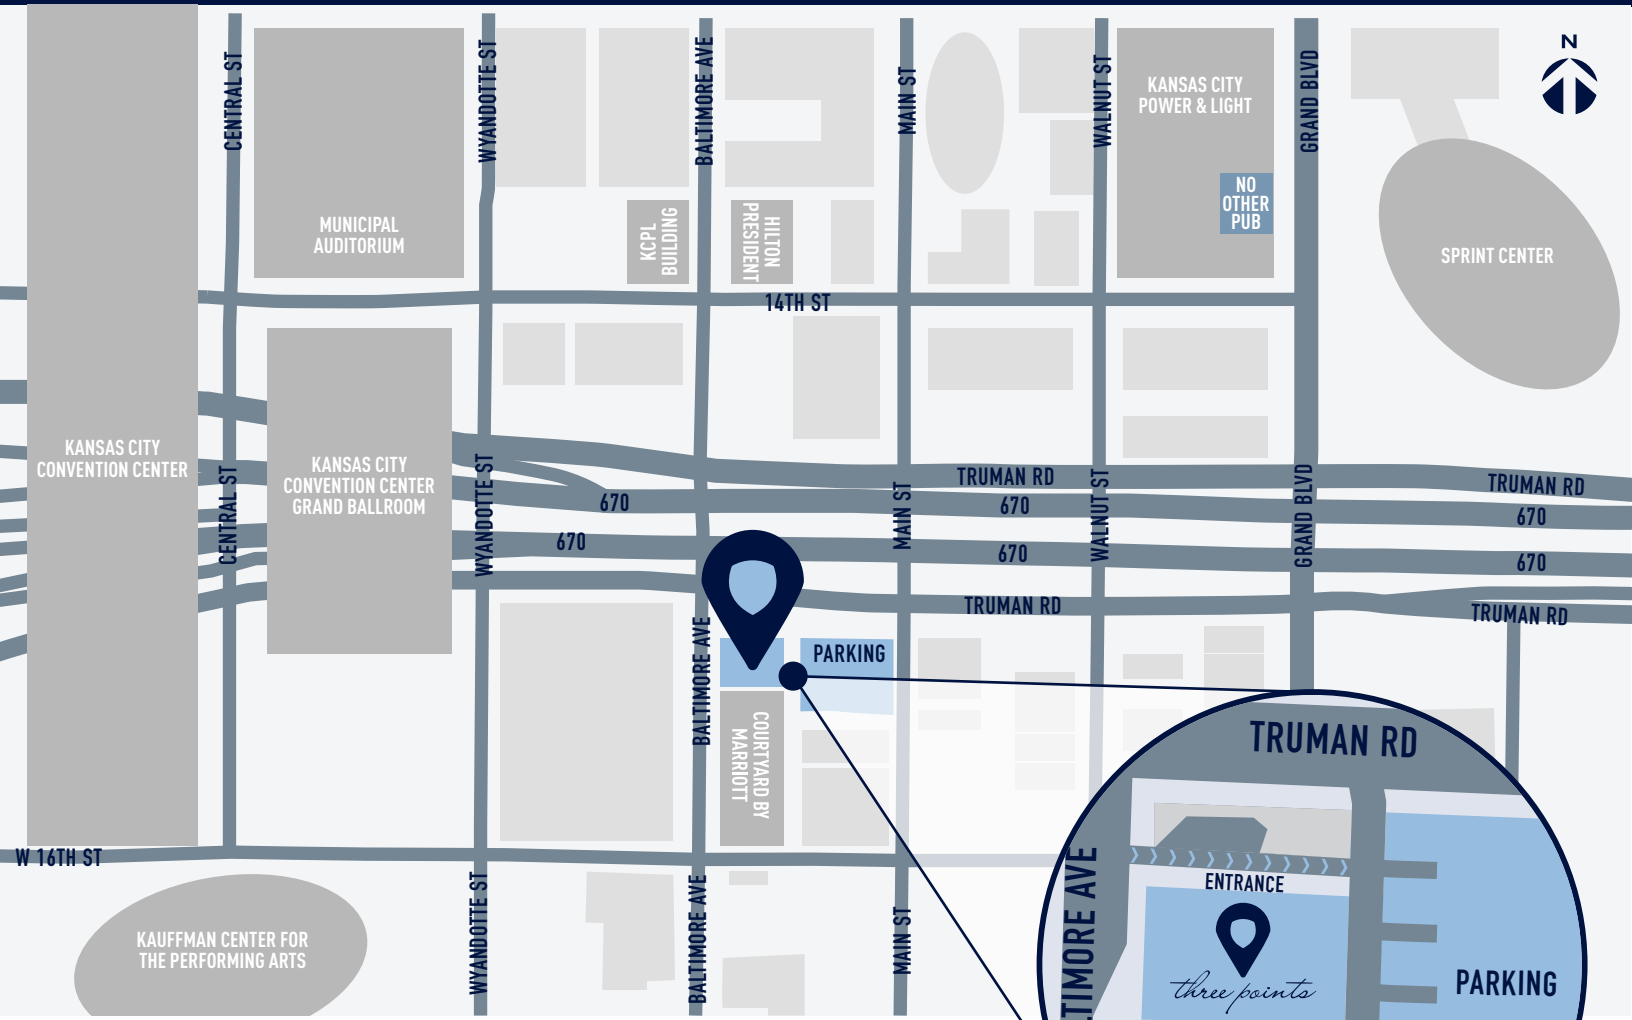 N
CENTRAL ST
WYANDOTTE ST
BALTIMORE AVE
MAIN ST
WALNUT ST
GRAND BLVD
KANSAS CITY
POWER & LIGHT
NO
OTHER
PUB
MUNICIPAL
AUDITORIUM
KCPL
BUILDING
HILTON
PRESIDENT
SPRINT CENTER
14TH ST
KANSAS CITY
CONVENTION CENTER
KANSAS CITY
CONVENTION CENTER
GRAND BALLROOM
CENTRAL ST
WYANDOTTE ST
MAIN ST
WALNUT ST
GRAND BLVD
TRUMAN RD
TRUMAN RD
670
670
670
670
670
670
TRUMAN RD
TRUMAN RD
BALTIMORE AVE
PARKING
COURTYARD BY
MARRIOTT
W 16TH ST
KAUFFMAN CENTER FOR
THE PERFORMING ARTS
WYANDOTTE ST
BALTIMORE AVE
MAIN ST
TRUMAN RD
TIMORE AVE
ENTRANCE
three points
PARKING